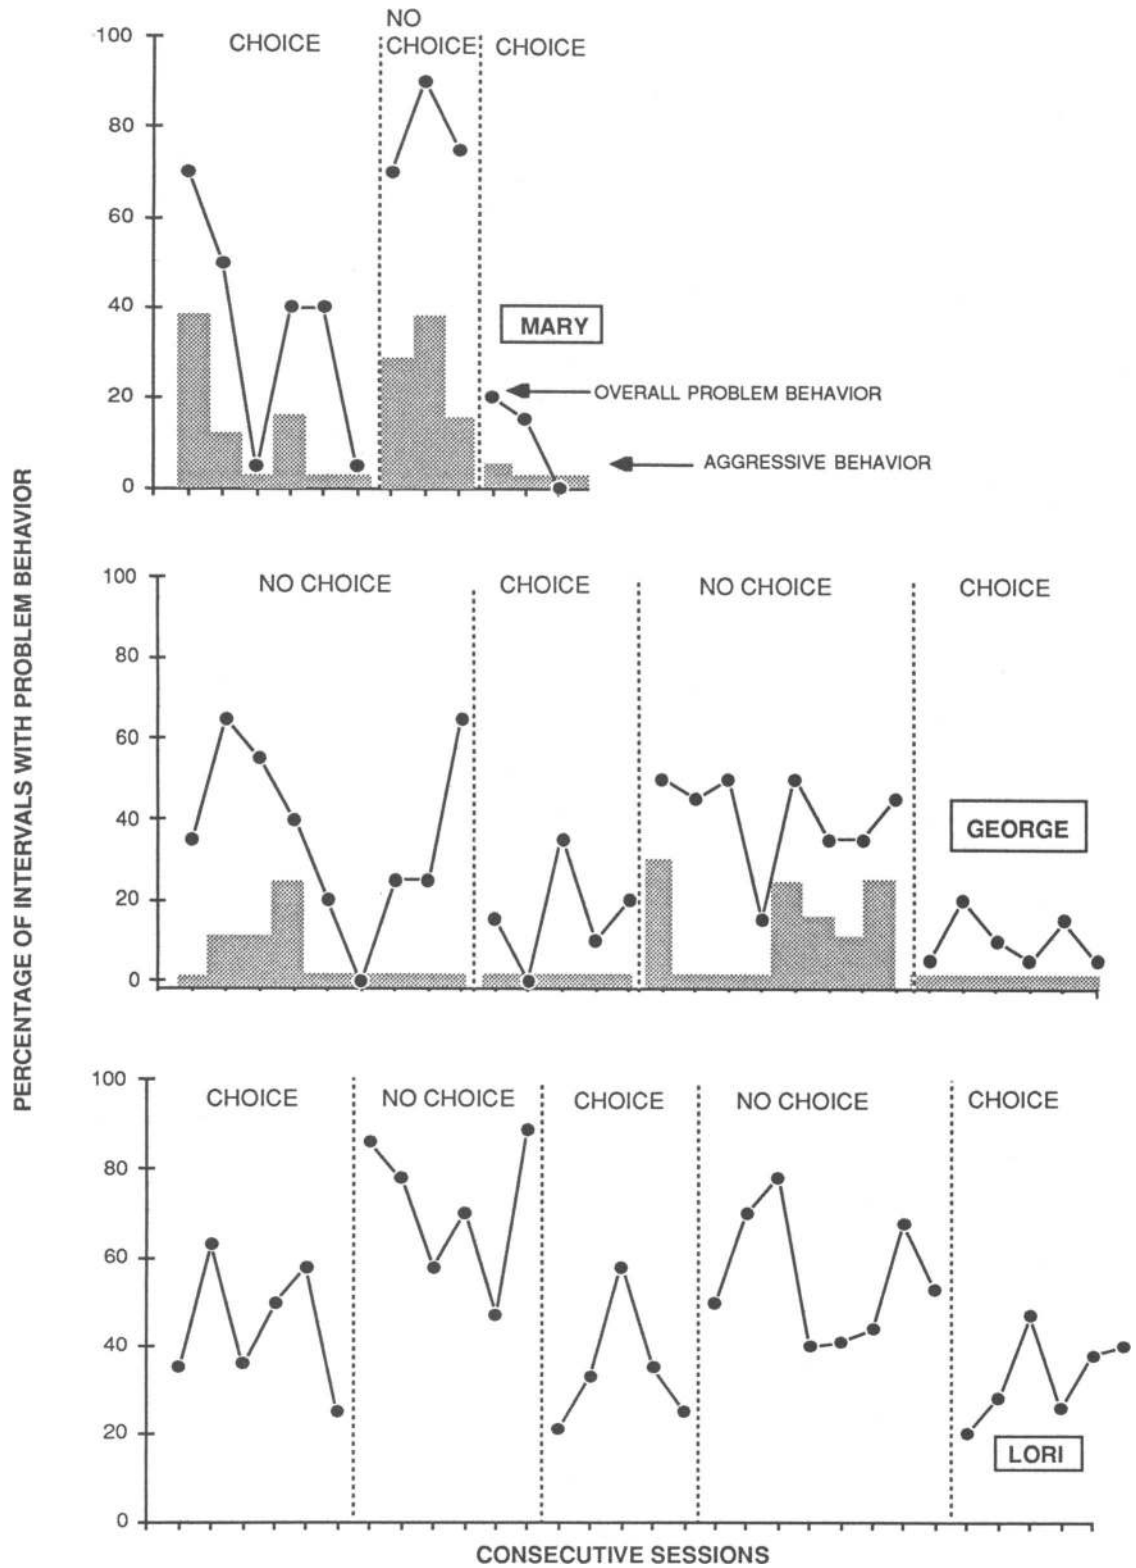 PERCENTAGE OF INTERVALS WITH PROBLEM BEHAVIOR
NO
CHOICE CHOICE CHOICE
100
80
60
40
20
0
MARY
OVERALL PROBLEM BEHAVIOR
AGGRESSIVE BEHAVIOR
NO CHOICE CHOICE NO CHOICE CHOICE
100
80
60
40
20
0
GEORGE
CHOICE NO CHOICE CHOICE NO CHOICE CHOICE
100
80
60
40
20
0
LORI
CONSECUTIVE SESSIONS